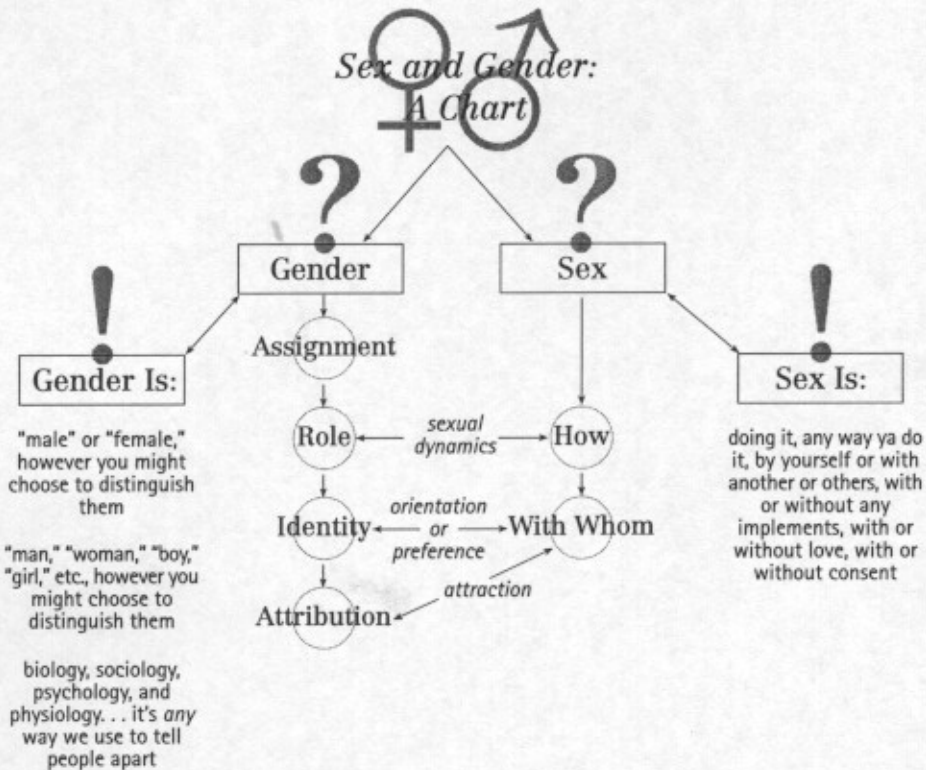 Sex and Gender:
A Chart
?
?
Gender
Sex
!
!
Gender Is:
"male" or "female,"
however you might
choose to distinguish
them
"man," "woman," "boy,"
"girl," etc., however you
might choose to
distinguish them
biology, sociology,
psychology, and
physiology. . . it's any
way we use to tell
people apart
Assignment
Role
sexual
dynamics
How
Identity
orientation
or
preference
With Whom
Attribution
attraction
Sex Is:
doing it, any way ya do
it, by yourself or with
another or others, with
or without any
implements, with or
without love, with or
without consent